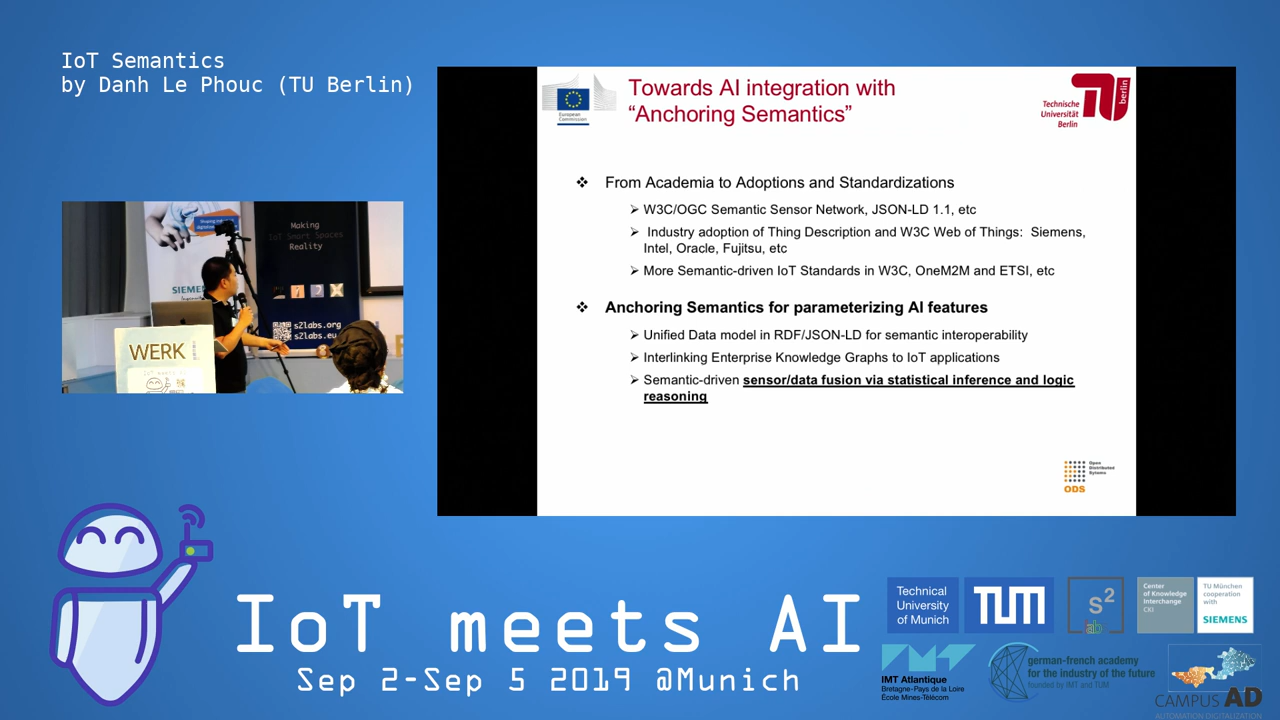 IoT Semantics
by Danh Le Phouc (TU Berlin)
European
Commission
Towards AI integration with
“Anchoring Semantics”
Technische
Universität
Berlin
berlin
❖ From Academia to Adoptions and Standardizations
➢ W3C/OGC Semantic Sensor Network, JSON-LD 1.1, etc
➢ Industry adoption of Thing Description and W3C Web of Things: Siemens,
Intel, Oracle, Fujitsu, etc
➢ More Semantic-driven IoT Standards in W3C, OneM2M and ETSI, etc
❖ Anchoring Semantics for parameterizing AI features
➢ Unified Data model in RDF/JSON-LD for semantic interoperability
➢ Interlinking Enterprise Knowledge Graphs to IoT applications
➢ Semantic-driven sensor/data fusion via statistical inference and logic
reasoning
Open
Distributed
Sytems
ODS
Making
IoT Smart-Spaces
Reality
SIEME
s2labs.org
s2labs.eu
WERK
IoT meets AI
Sep 2-Sep 5 2019 @Munich
Technical
University
of Munich
TUM
s2
lab
Center
of Knowledge
Interchange
CKI
TU München
cooperation
with
SIEMENS
IMT Atlantique
Bretagne-Pays de la Loire
École Mines-Télécom
german-french academy
for the industry of the future
founded by IMT and TUM
CAMPUS AD
AUTOMATION DIGITALIZATION